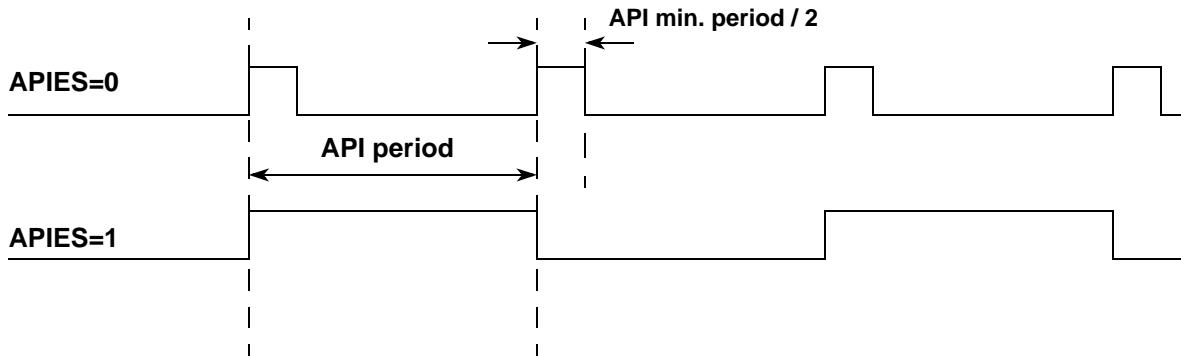 API min. period / 2
APIES=0
API period
APIES=1